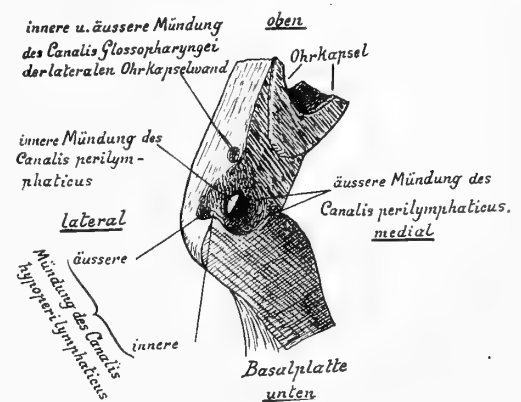 oben
innere u. äussere Mündung
des Canalis Glossopharyngei
der lateralen Ohrkapselwand
Ohrkapsel
innere Mündung des
Canalis perilym-
phaticus
äussere Mündung des
Canalis perilymphaticus.
medial
lateral
äussere
Mündung des Canalis
hypoperilymphaticus
innere
Basalplatte
unten